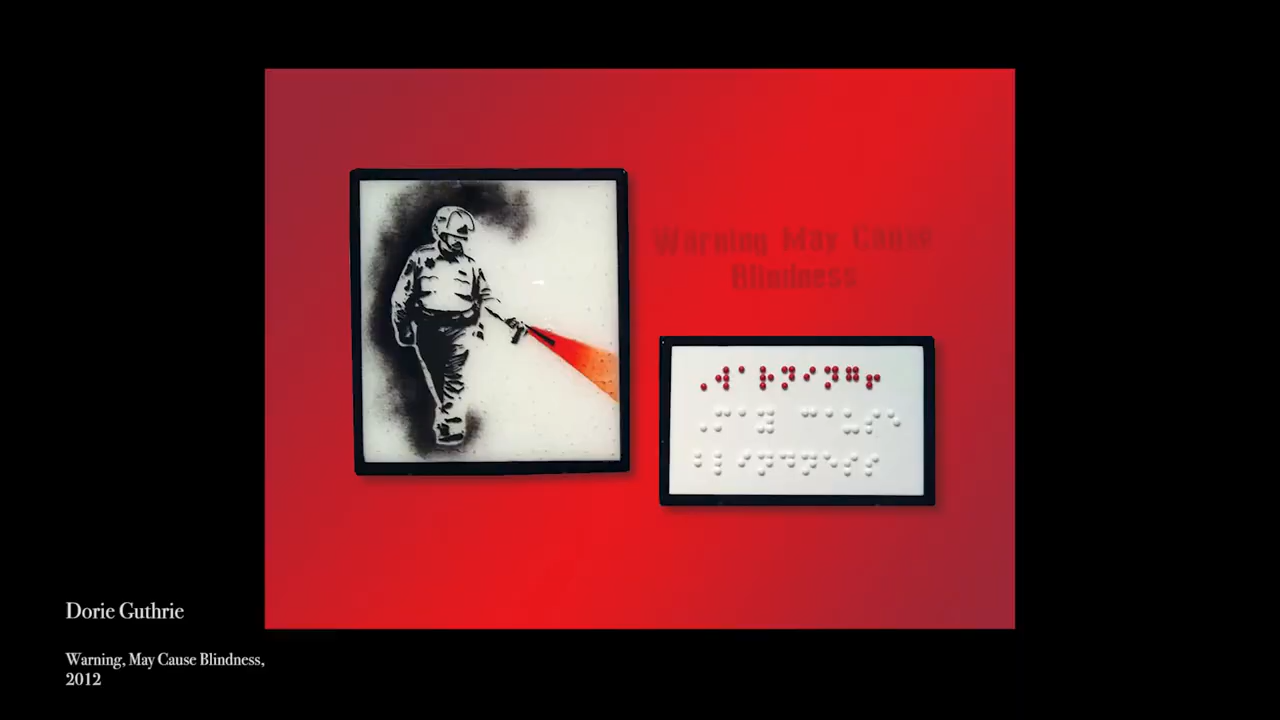 Warning May Cause
Blindness
Dorie Guthrie
Warning, May Cause Blindness,
2012